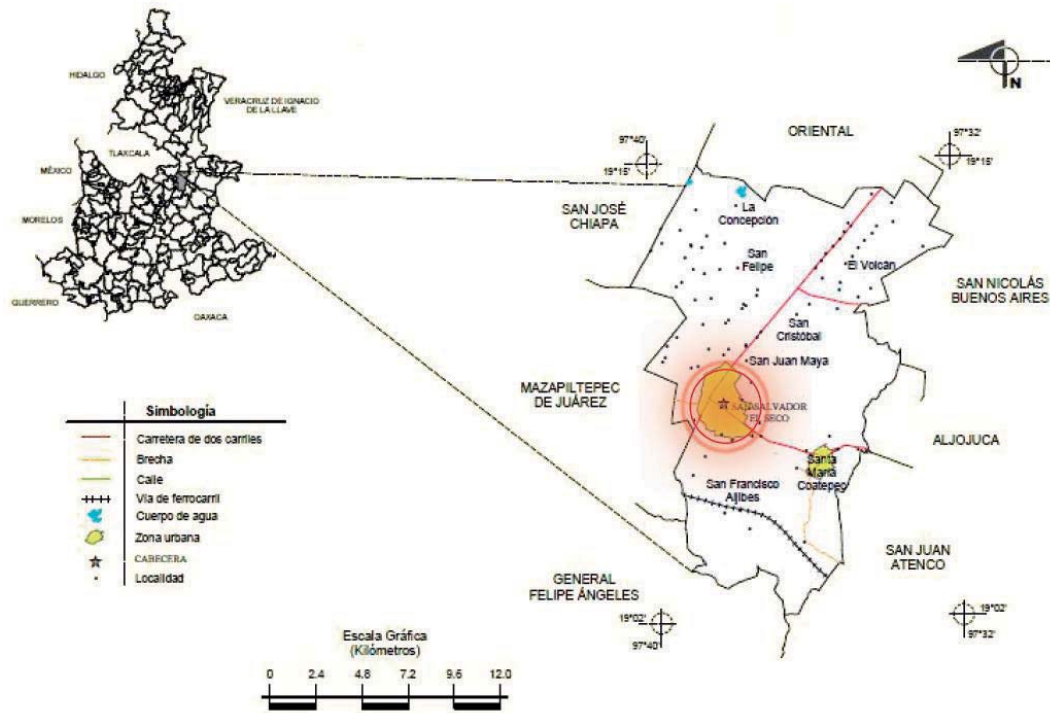 HIDALGO
VERACRUZ DE IGNACIO
DE LA LLAVE
TLAXCALA
MÉXICO
MORELOS
GUERRERO
OAXACA
N
ORIENTAL
97°40'
19°15'
97°32'
19°15'
SAN JOSÉ
CHIAPA
La
Concepción
San
Felipe
El Volcán
SAN NICOLÁS
BUENOS AIRES
San
Cristóbal
San Juan Maya
MAZAPILTEPEC
DE JUÁREZ
SAN SALVADOR
EL SECO
ALJOJUCA
Santa
María
Coatepec
San Francisco
Aljibes
SAN JUAN
ATENCO
GENERAL
FELIPE ÁNGELES
19°02'
97°40'
19°02'
97°32'
Simbología
Carretera de dos carriles
Brecha
Calle
Vía de ferrocarril
Cuerpo de agua
Zona urbana
CABECERA
Localidad
Escala Gráfica
(Kilómetros)
0 2.4 4.8 7.2 9.6 12.0